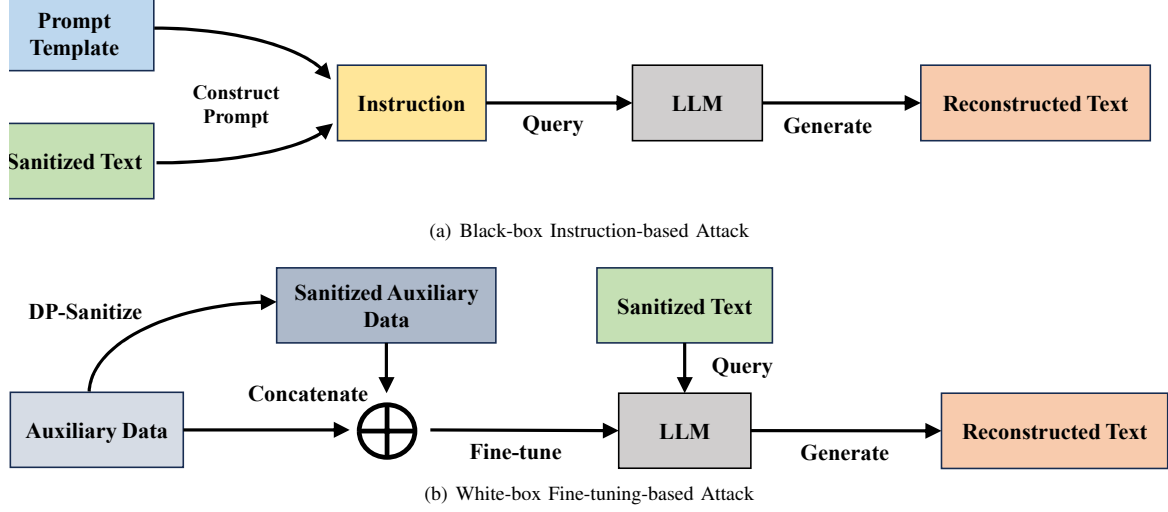 Prompt
Template
Construct
Prompt
Sanitized Text
Instruction
Query
LLM
Generate
Reconstructed Text
(a) Black-box Instruction-based Attack
DP-Sanitize
Sanitized Auxiliary
Data
Sanitized Text
Query
Concatenate
Auxiliary Data
Fine-tune
LLM
Generate
Reconstructed Text
(b) White-box Fine-tuning-based Attack